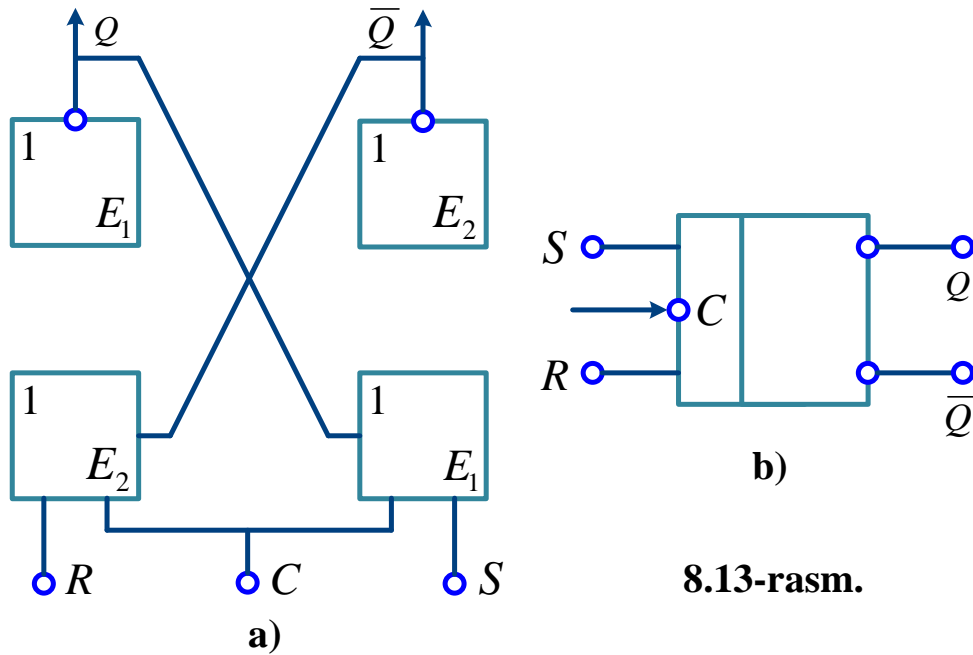 Q Q̅
1 1
E₁ E₂
1 1
E₂ E₁
R C S
a)
S
C
R
Q
Q̅
b)
8.13-rasm.